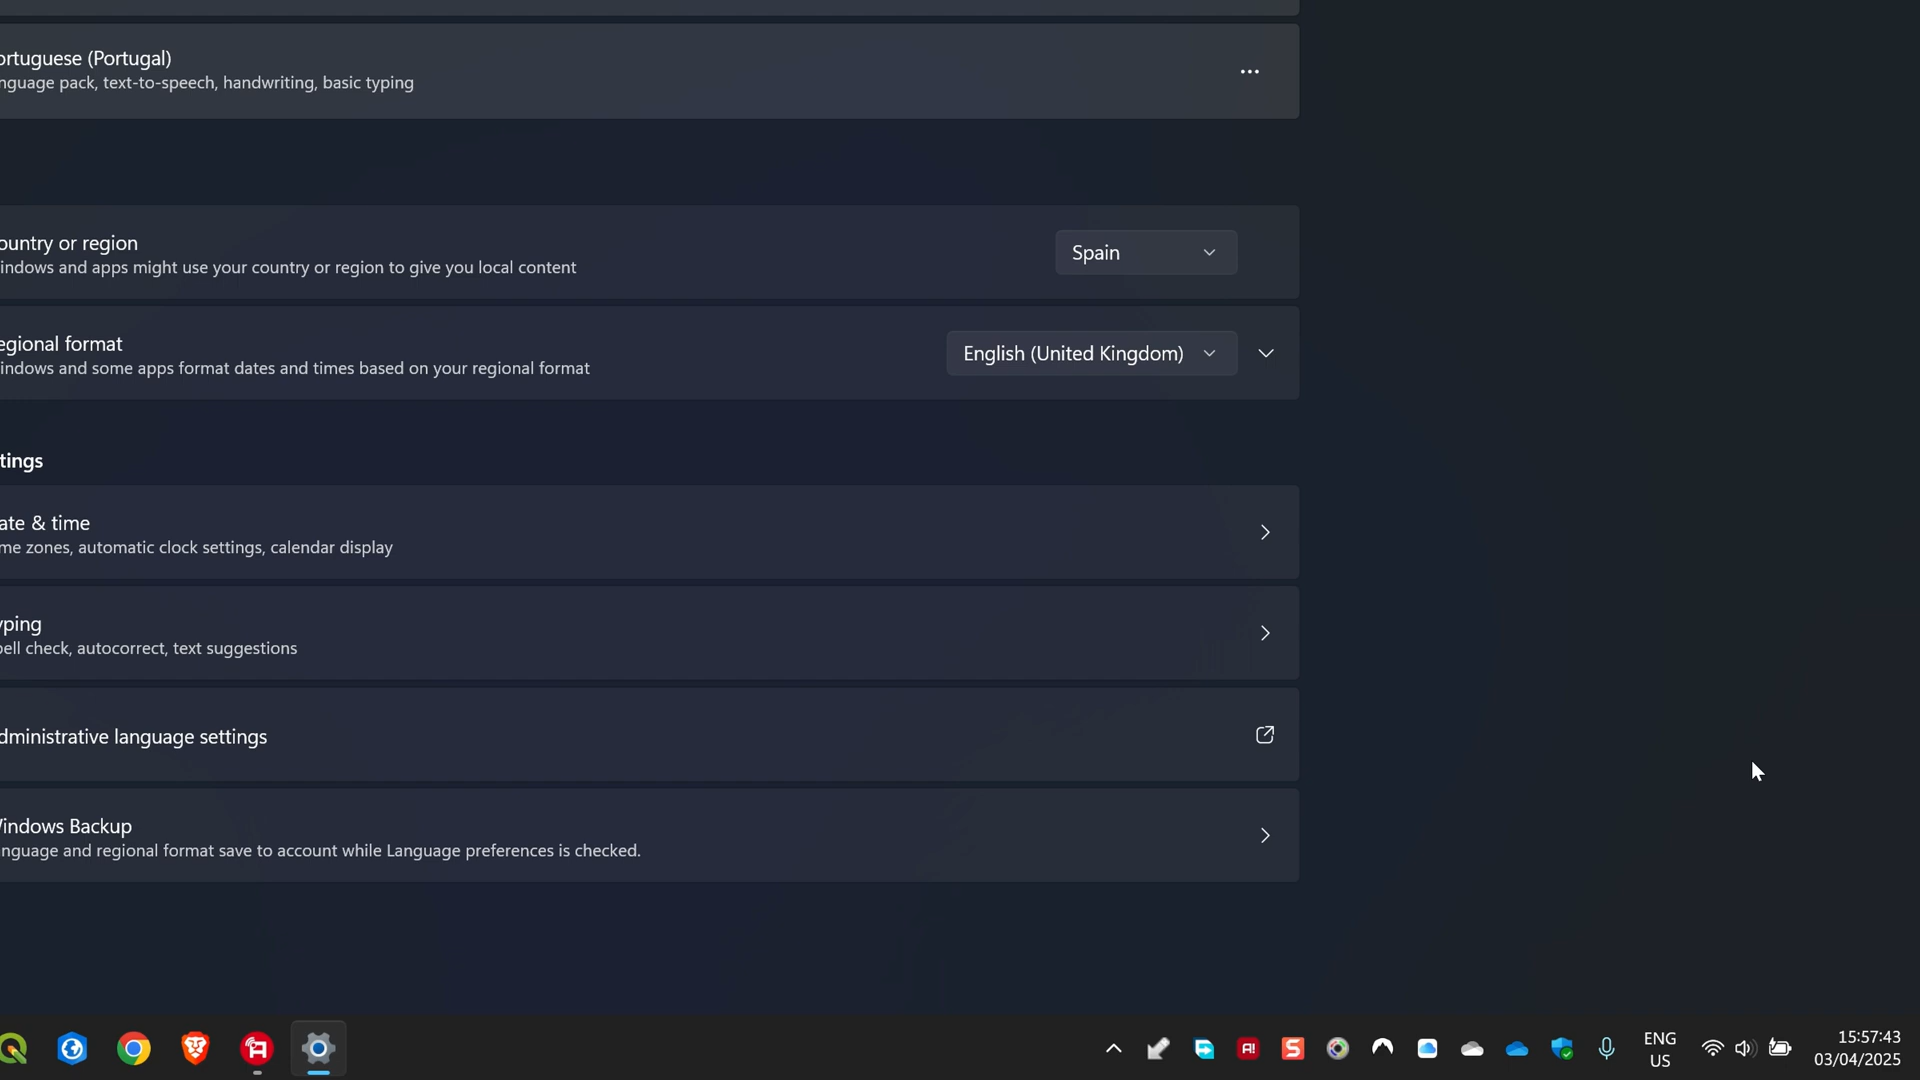 ortuguese (Portugal)
nguage pack, text-to-speech, handwriting, basic typing
ountry or region
Spain
indows and apps might use your country or region to give you local content
egional format
English (United Kingdom)
indows and some apps format dates and times based on your regional format
tings
ate & time
me zones, automatic clock settings, calendar display
yping
pell check, autocorrect, text suggestions
dministrative language settings
Windows Backup
nguage and regional format save to account while Language preferences is checked.
A!
S
ENG
US
15:57:43
03/04/2025